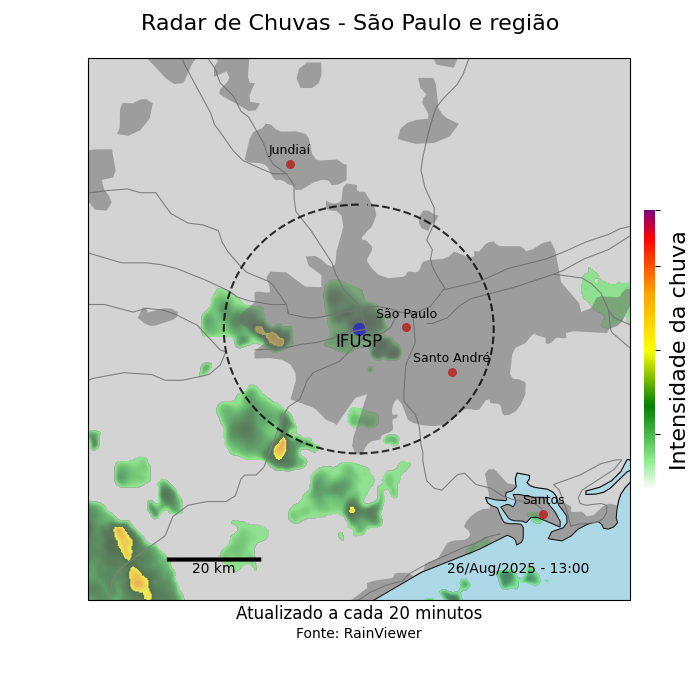 Radar de Chuvas - São Paulo e região
Jundiaí
São Paulo
IFUSP
Santo André
Santos
20 km
26/Aug/2025 - 13:00
Intensidade da chuva
Atualizado a cada 20 minutos
Fonte: RainViewer